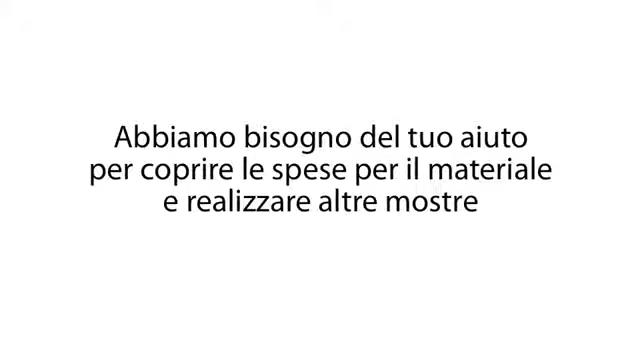 Abbiamo bisogno del tuo aiuto
per coprire le spese per il materiale
e realizzare altre mostre